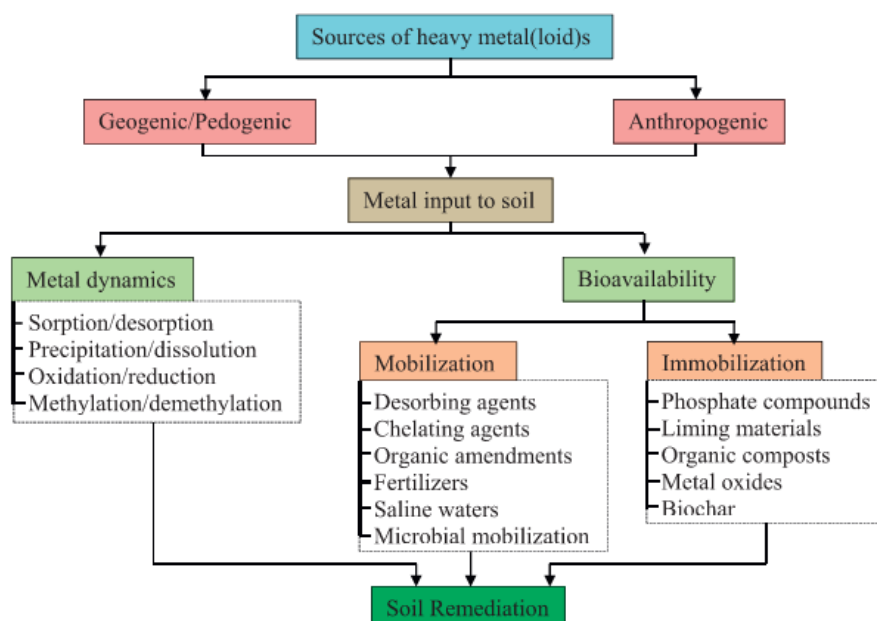 Sources of heavy metal(loid)s
Geogenic/Pedogenic
Anthropogenic
Metal input to soil
Metal dynamics
Sorption/desorption
Precipitation/dissolution
Oxidation/reduction
Methylation/demethylation
Bioavailability
Mobilization
Desorbing agents
Chelating agents
Organic amendments
Fertilizers
Saline waters
Microbial mobilization
Immobilization
Phosphate compounds
Liming materials
Organic composts
Metal oxides
Biochar
Soil Remediation